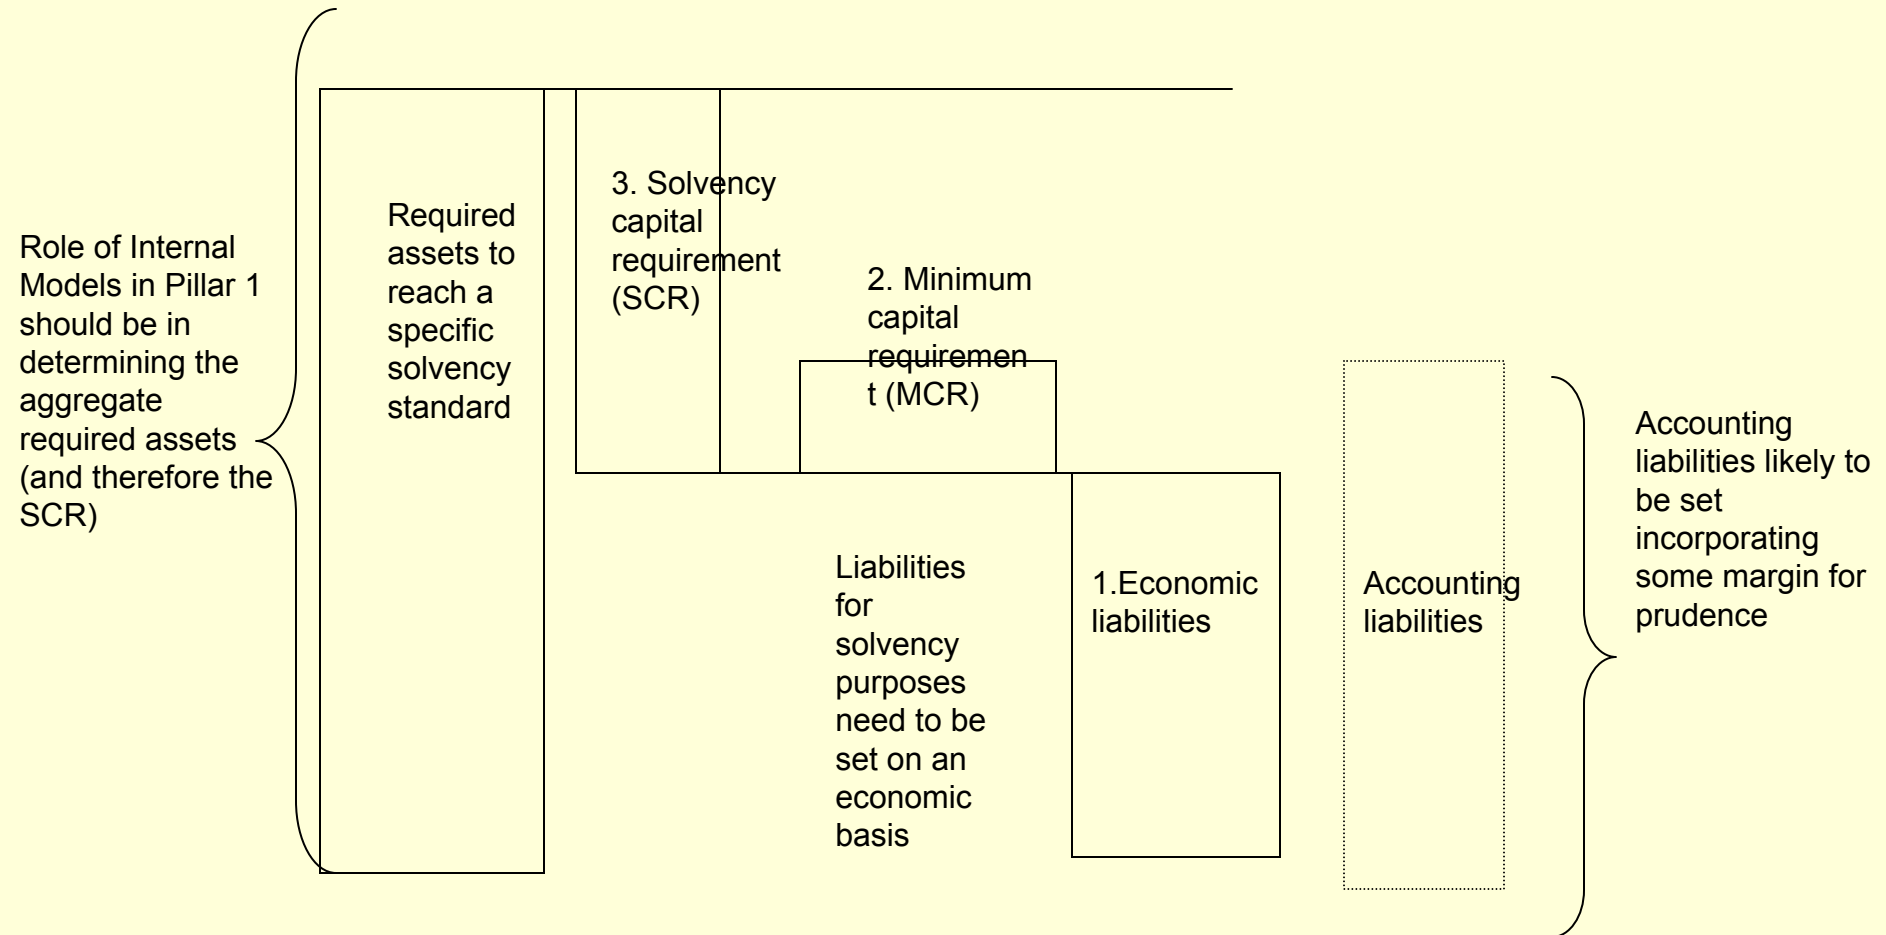 Role of Internal
Models in Pillar 1
should be in
determining the
aggregate
required assets
(and therefore the
SCR)
Required
assets to
reach a
specific
solvency
standard
3. Solvency
capital
requirement
(SCR)
2. Minimum
capital
requiremen
t (MCR)
Liabilities
for
solvency
purposes
need to be
set on an
economic
basis
1.Economic
liabilities
Accounting
liabilities
Accounting
liabilities likely to
be set
incorporating
some margin for
prudence